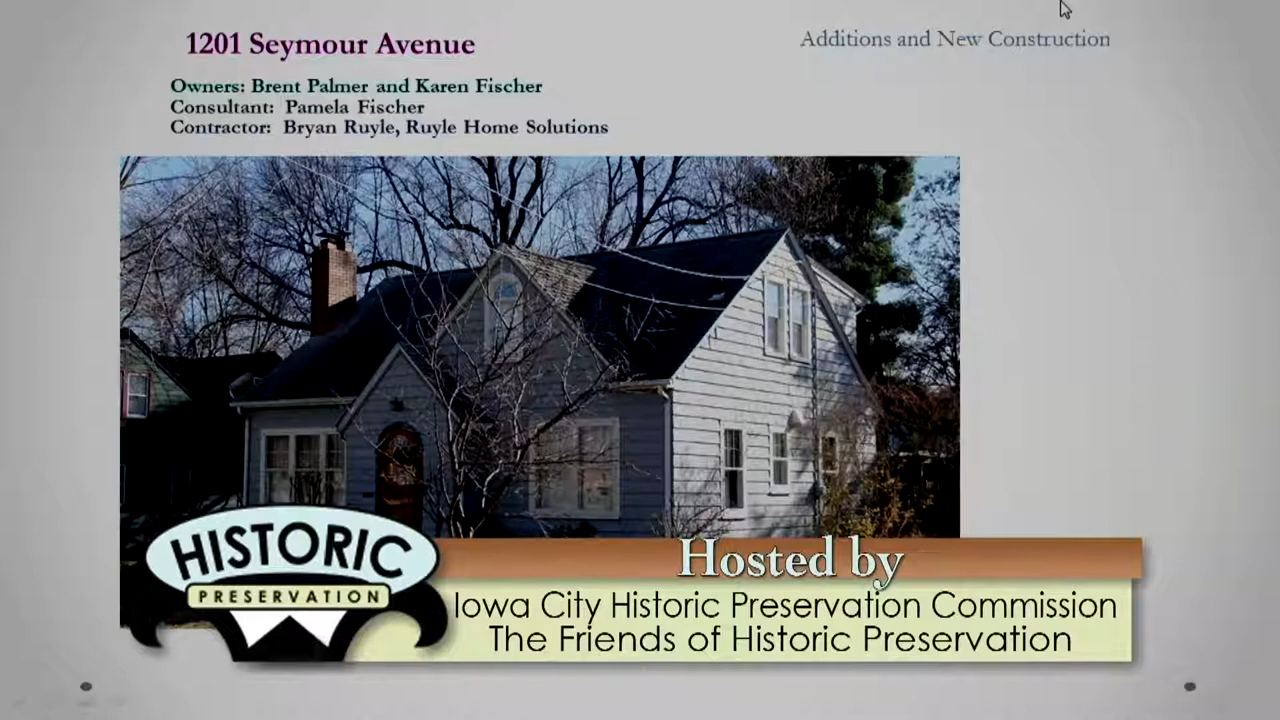 1201 Seymour Avenue
Additions and New Construction
Owners: Brent Palmer and Karen Fischer
Consultant: Pamela Fischer
Contractor: Bryan Ruyle, Ruyle Home Solutions
HISTORIC
PRESERVATION
Hosted by
Iowa City Historic Preservation Commission
The Friends of Historic Preservation